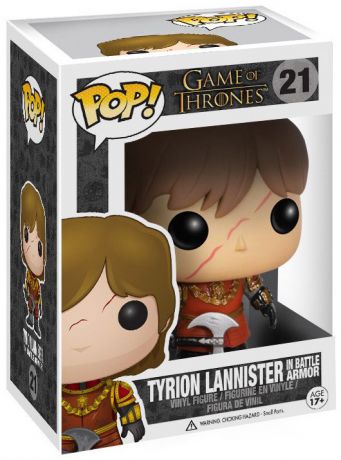 POP!
GAME OF
THRONES
21
TYRION LANNISTER IN BATTLE ARMOR
VINYL FIGURE / FIGURINE EN VINYLE /
FIGURA DE VINIL
AGE
17+
WARNING:
CHOKING HAZARD - Small Parts.
POP!
21